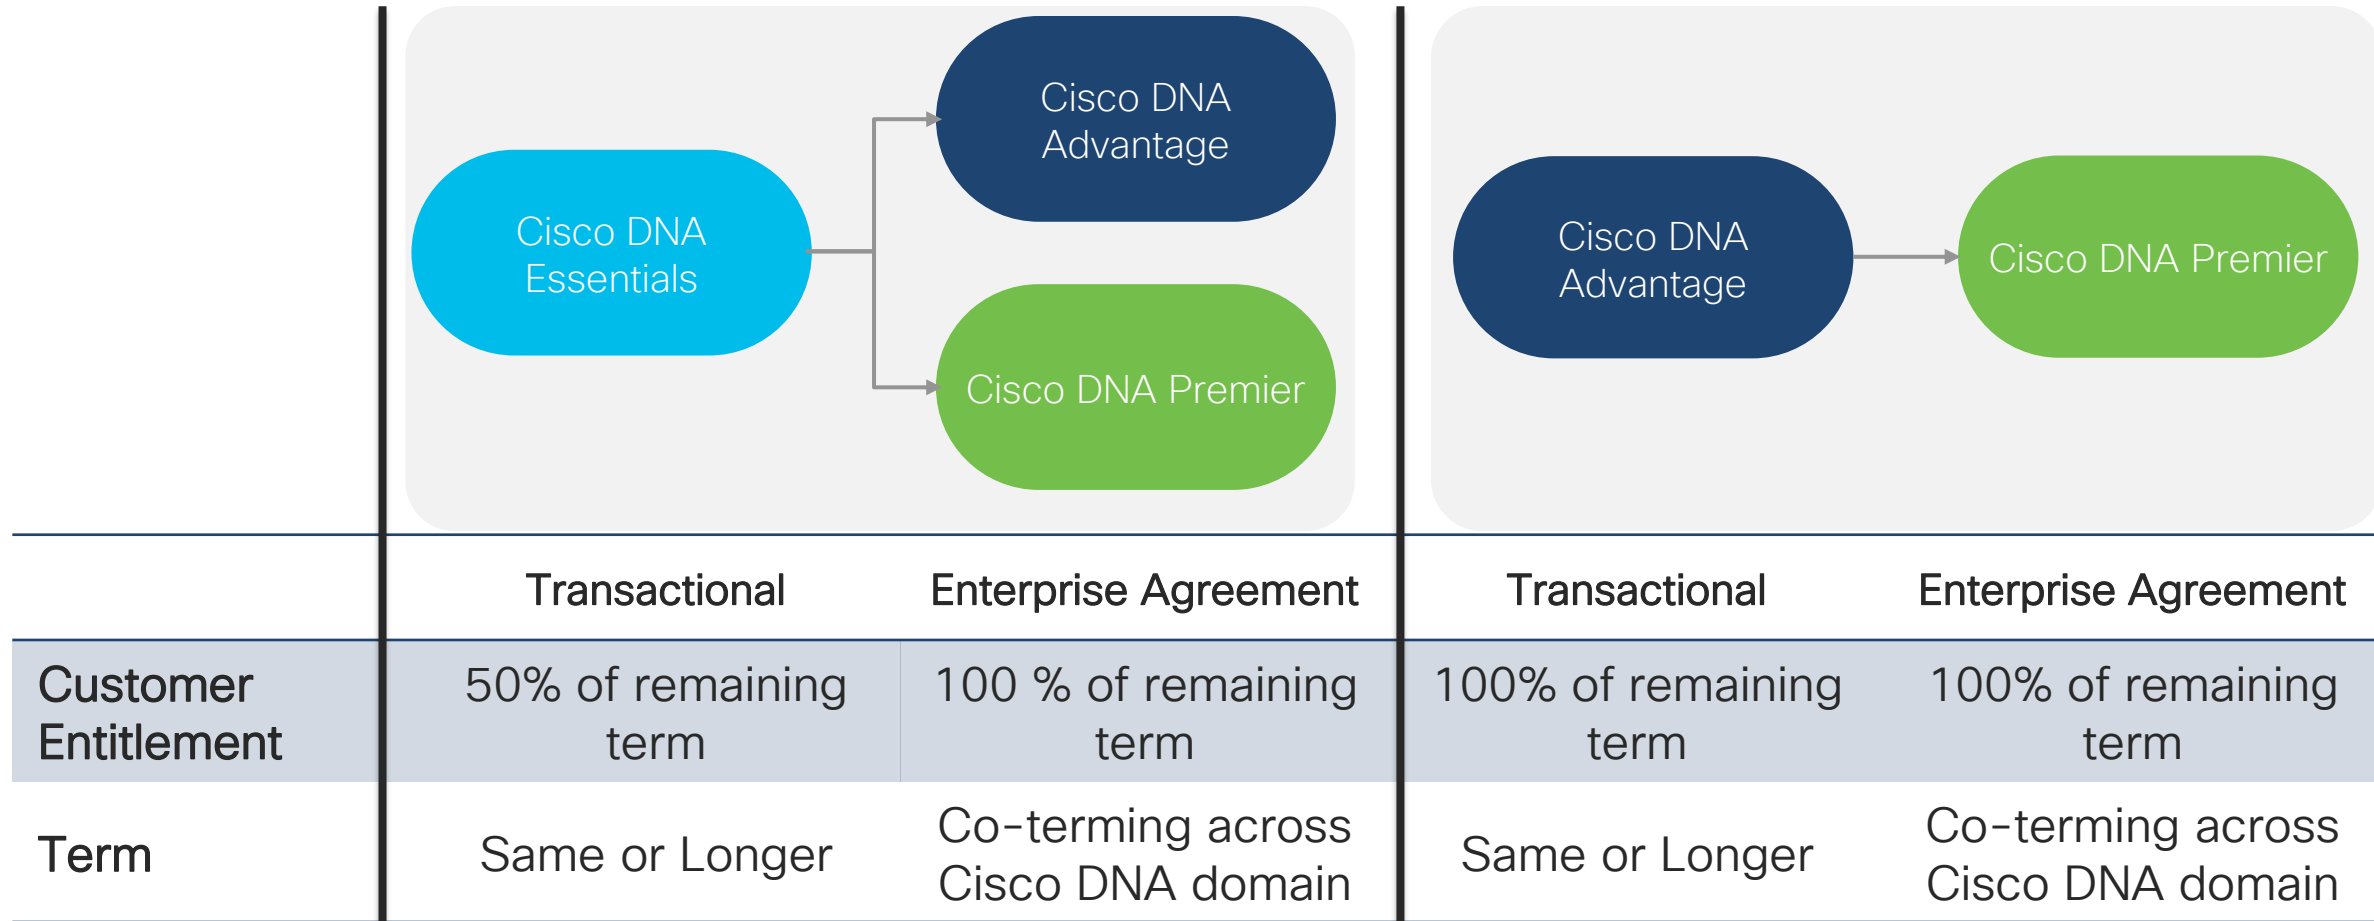 Cisco DNA
Essentials
Cisco DNA
Advantage
Cisco DNA Premier
Cisco DNA
Advantage
Cisco DNA Premier
Transactional
Enterprise Agreement
Transactional
Enterprise Agreement
Customer
Entitlement
50% of remaining
term
100 % of remaining
term
100% of remaining
term
100% of remaining
term
Term
Same or Longer
Co-terming across
Cisco DNA domain
Same or Longer
Co-terming across
Cisco DNA domain